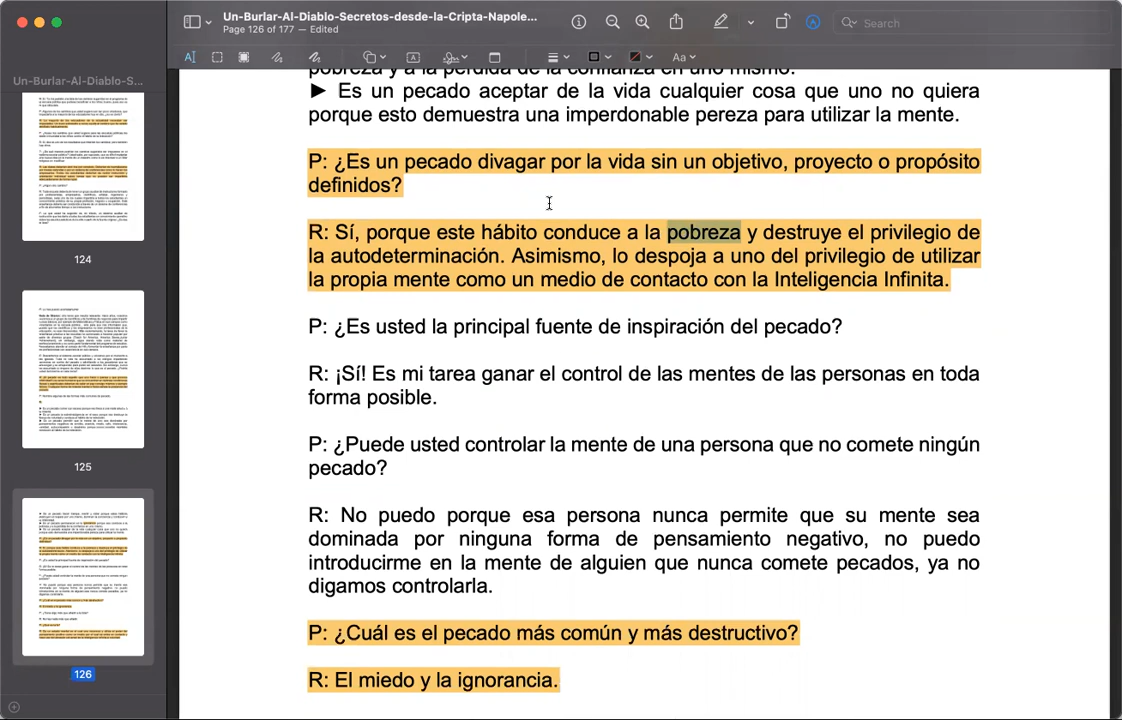 Un-Burlar-Al-Diablo-Secretos-desde-la-Cripta-Napole...
Page 126 of 177 — Edited
Search
Aa
Un-Burlar-Al-Diablo-S...
124
125
126
pobreza y a la pérdida de la confianza en uno mismo.
► Es un pecado aceptar de la vida cualquier cosa que uno no quiera
porque esto demuestra una imperdonable pereza para utilizar la mente.
P: ¿Es un pecado divagar por la vida sin un objetivo, proyecto o propósito
definidos?
R: Sí, porque este hábito conduce a la pobreza y destruye el privilegio de
la autodeterminación. Asimismo, lo despoja a uno del privilegio de utilizar
la propia mente como un medio de contacto con la Inteligencia Infinita.
P: ¿Es usted la principal fuente de inspiración del pecado?
R: ¡Sí! Es mi tarea ganar el control de las mentes de las personas en toda
forma posible.
P: ¿Puede usted controlar la mente de una persona que no comete ningún
pecado?
R: No puedo porque esa persona nunca permite que su mente sea
dominada por ninguna forma de pensamiento negativo, no puedo
introducirme en la mente de alguien que nunca comete pecados, ya no
digamos controlarla.
P: ¿Cuál es el pecado más común y más destructivo?
R: El miedo y la ignorancia.